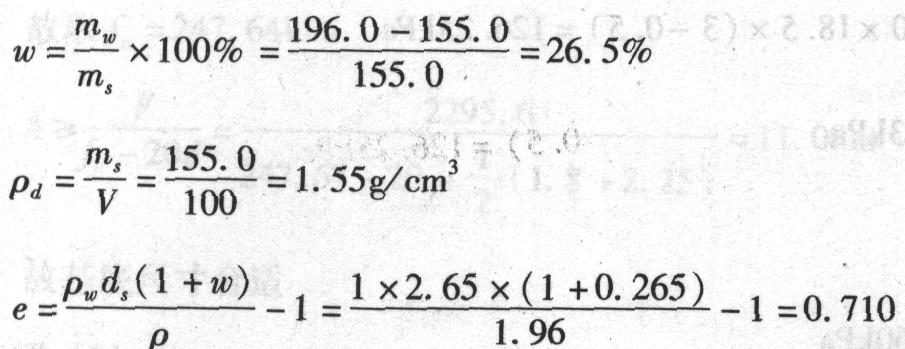 w = m_w / m_s × 100% = (196.0 − 155.0) / 155.0 = 26.5%
ρ_d = m_s / V = 155.0 / 100 = 1.55g/cm³
e = ρ_w d_s (1 + w) / ρ − 1 = 1 × 2.65 × (1 + 0.265) / 1.96 − 1 = 0.710